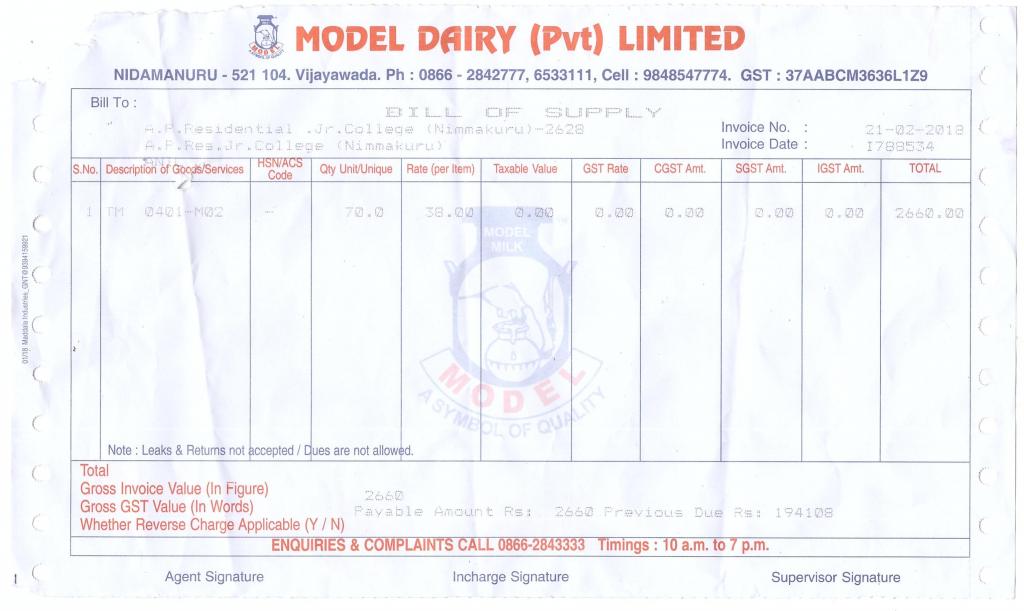 MODEL DAIRY (Pvt) LIMITED
NIDAMANURU - 521 104. Vijayawada. Ph : 0866 - 2842777, 6533111, Cell : 9848547774. GST : 37AABCM3636L1Z9
Bill To :
BILL OF SUPPLY
A.P.Residential .Jr.College (Nimmakuru)-2628
Invoice No. : 21-02-2018
A.P.Res.Jr.College (Nimmakuru)
Invoice Date : I788534
ANIL
S.No. Description of Goods/Services HSN/ACS Code Qty Unit/Unique Rate (per Item) Taxable Value GST Rate CGST Amt. SGST Amt. IGST Amt. TOTAL
1 TM 0401-M02 - 70.0 38.00 0.00 0.00 0.00 0.00 0.00 2660.00
MODEL
MILK
MODEL
A SYMBOL OF QUALITY
Note : Leaks & Returns not accepted / Dues are not allowed.
Total
Gross Invoice Value (In Figure) 2660
Gross GST Value (In Words) Payable Amount Rs: 2660 Previous Due Rs: 194108
Whether Reverse Charge Applicable (Y / N)
ENQUIRIES & COMPLAINTS CALL 0866-2843333 Timings : 10 a.m. to 7 p.m.
Agent Signature Incharge Signature Supervisor Signature